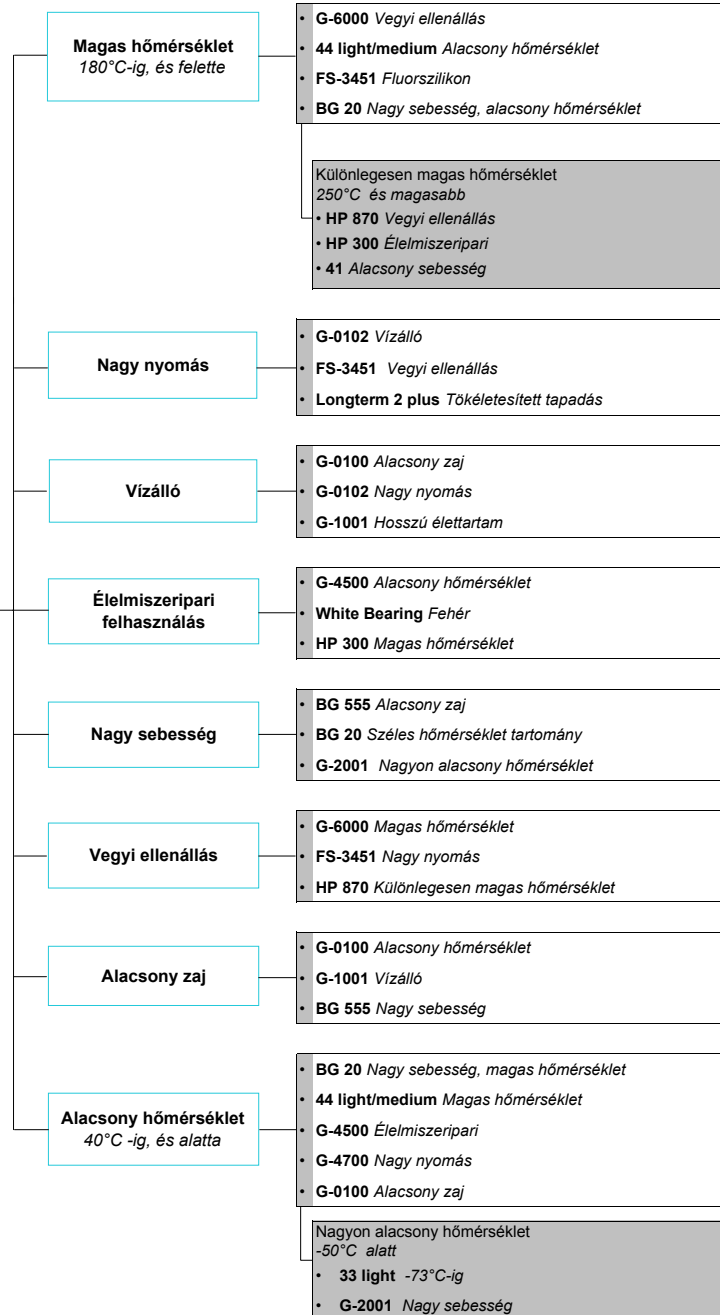 Magas hőmérséklet
180°C-ig, és felette
• G-6000 Vegyi ellenállás
• 44 light/medium Alacsony hőmérséklet
• FS-3451 Fluorszilikon
• BG 20 Nagy sebesség, alacsony hőmérséklet
Különlegesen magas hőmérséklet
250°C és magasabb
• HP 870 Vegyi ellenállás
• HP 300 Élelmiszeripari
• 41 Alacsony sebesség
Nagy nyomás
• G-0102 Vízálló
• FS-3451 Vegyi ellenállás
• Longterm 2 plus Tökéletesített tapadás
Vízálló
• G-0100 Alacsony zaj
• G-0102 Nagy nyomás
• G-1001 Hosszú élettartam
Élelmiszeripari
felhasználás
• G-4500 Alacsony hőmérséklet
• White Bearing Fehér
• HP 300 Magas hőmérséklet
Nagy sebesség
• BG 555 Alacsony zaj
• BG 20 Széles hőmérséklet tartomány
• G-2001 Nagyon alacsony hőmérséklet
Vegyi ellenállás
• G-6000 Magas hőmérséklet
• FS-3451 Nagy nyomás
• HP 870 Különlegesen magas hőmérséklet
Alacsony zaj
• G-0100 Alacsony hőmérséklet
• G-1001 Vízálló
• BG 555 Nagy sebesség
Alacsony hőmérséklet
40°C -ig, és alatta
• BG 20 Nagy sebesség, magas hőmérséklet
• 44 light/medium Magas hőmérséklet
• G-4500 Élelmiszeripari
• G-4700 Nagy nyomás
• G-0100 Alacsony zaj
Nagyon alacsony hőmérséklet
-50°C alatt
• 33 light -73°C-ig
• G-2001 Nagy sebesség